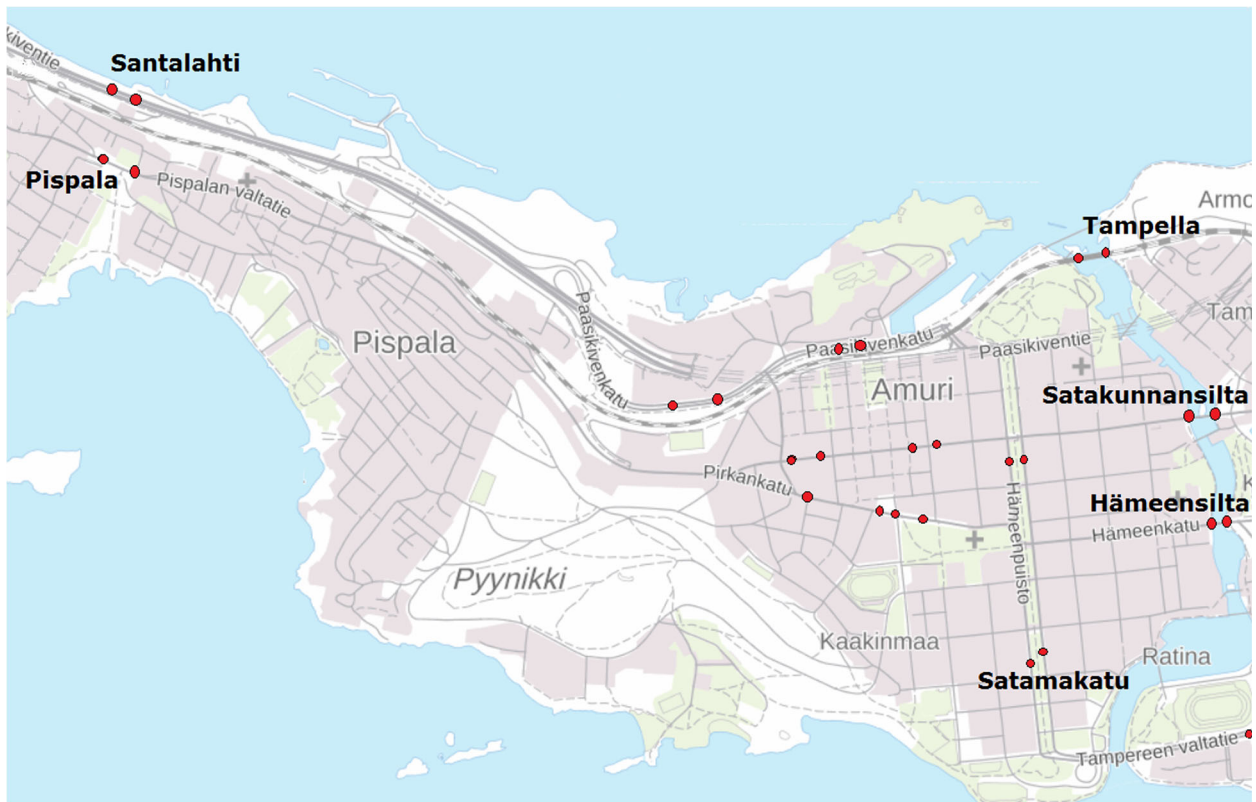 kiventie
Santalahti
Pispala
Pispalan valtatie
Armo
Tampella
Tam
Paasikivenkatu
Paasikivenkatu
Paasikiventie
Pispala
Amuri
Satakunnansilta
Pirkankatu
Hämeenpuisto
K
Hämeensilta
Hämeenkatu
Pyynikki
Kaakinmaa
Ratina
Satamakatu
Tampereen valtatie